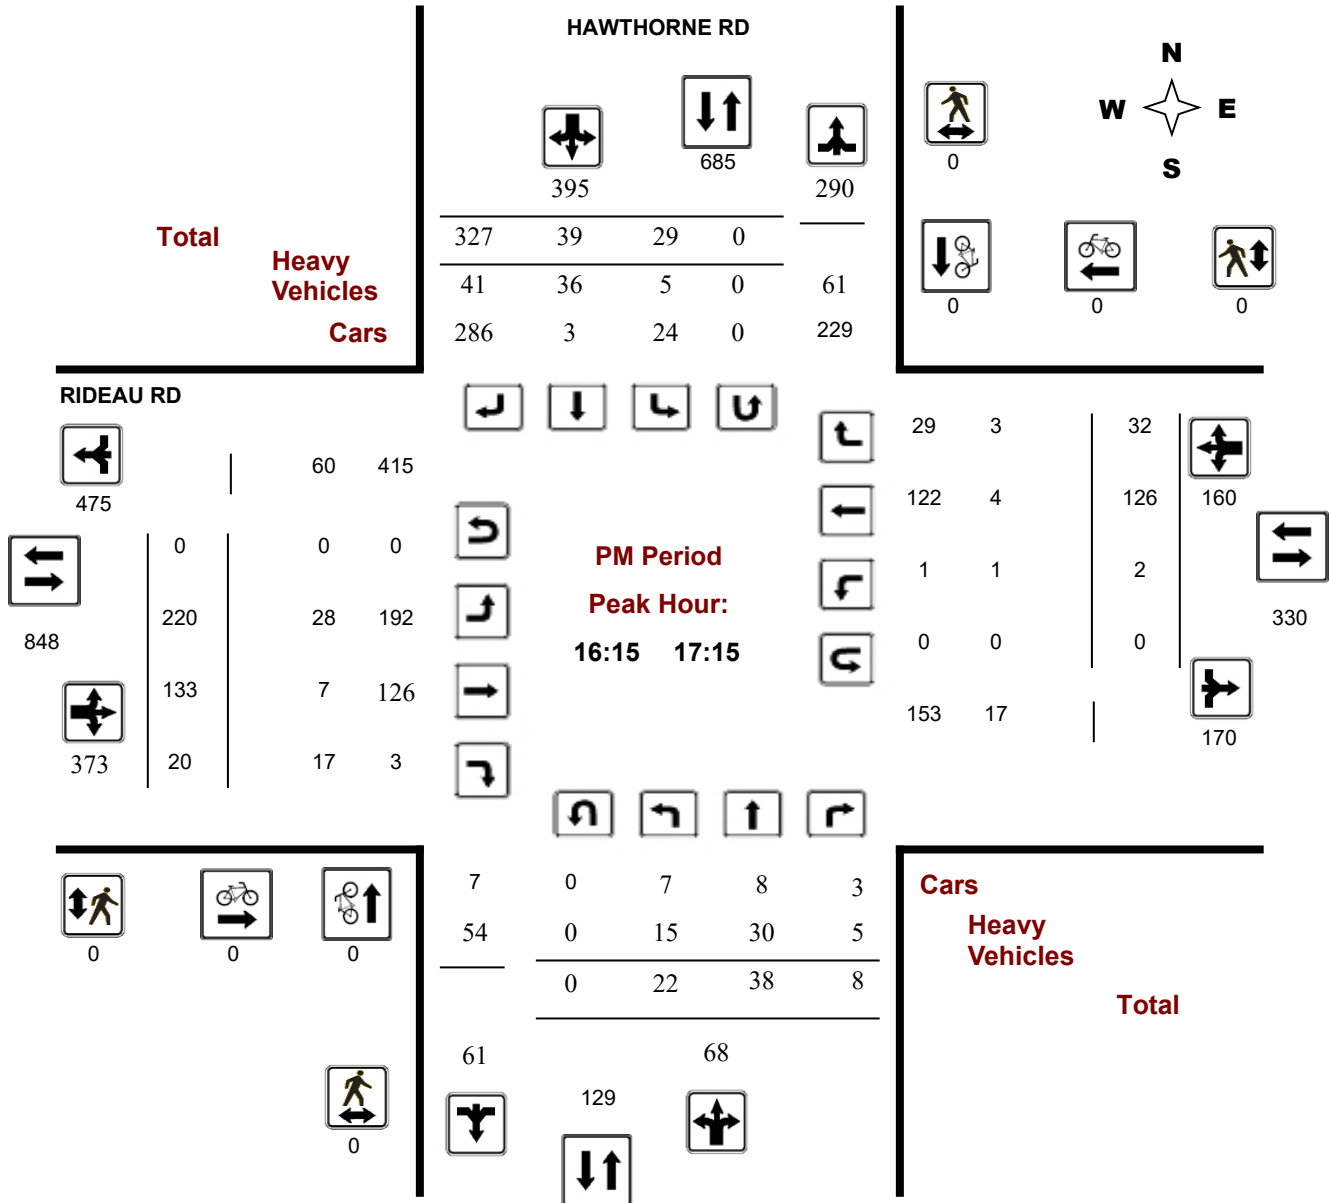 HAWTHORNE RD
N
W E
S
0
685
395 290
Total
327 39 29 0
Heavy
Vehicles
41 36 5 0 61
Cars
286 3 24 0 229
0 0 0
RIDEAU RD
60 415
475
0 0 0
220 28 192
848
133 7 126
373
20 17 3
PM Period
Peak Hour:
16:15 17:15
29 3 32
122 4 126
160
1 1 2
330
0 0 0
153 17
170
7 0 7 8 3
54 0 15 30 5
0 22 38 8
61 68
129
0 0 0
0
Cars
Heavy
Vehicles
Total